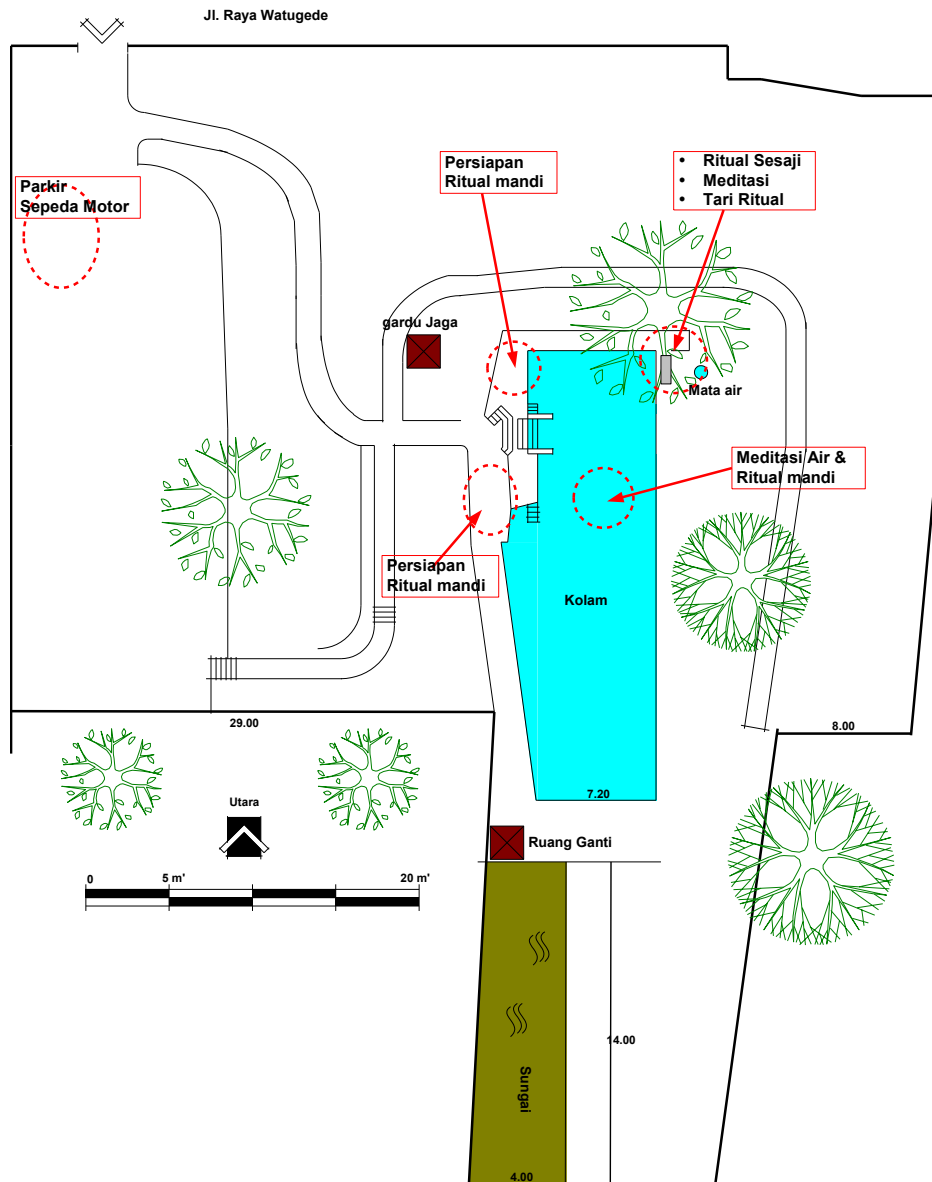 Jl. Raya Watugede
Persiapan
Ritual mandi
• Ritual Sesaji
• Meditasi
• Tari Ritual
Parkir
Sepeda Motor
gardu Jaga
Mata air
Meditasi Air &
Ritual mandi
Persiapan
Ritual mandi
Kolam
29.00
8.00
7.20
Utara
Ruang Ganti
0 5 m' 20 m'
14.00
Sungai
4.00